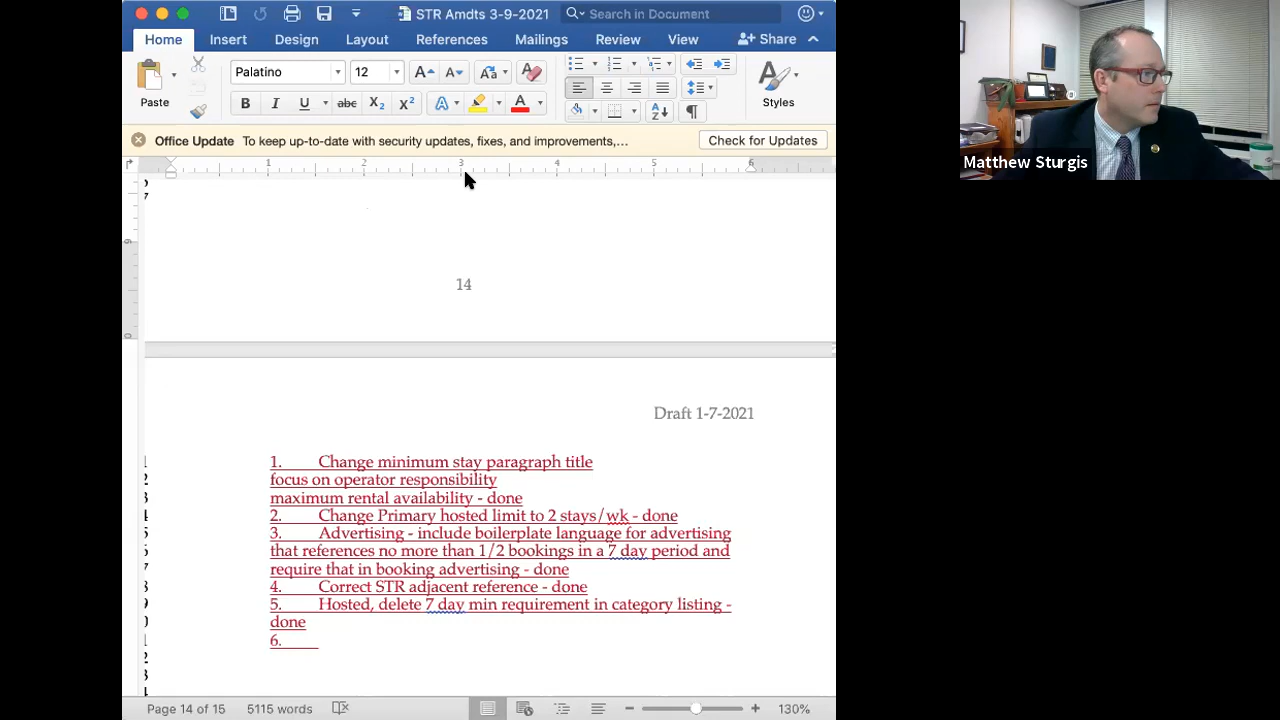 STR Amdts 3-9-2021
Search in Document
Home Insert Design Layout References Mailings Review View Share
Paste
Palatino
12
Styles
Office Update To keep up-to-date with security updates, fixes, and improvements,...
Check for Updates
1 2 3 4 5 6
14
Draft 1-7-2021
1. Change minimum stay paragraph title
focus on operator responsibility
maximum rental availability - done
2. Change Primary hosted limit to 2 stays/wk - done
3. Advertising - include boilerplate language for advertising
that references no more than 1/2 bookings in a 7 day period and
require that in booking advertising - done
4. Correct STR adjacent reference - done
5. Hosted, delete 7 day min requirement in category listing -
done
6.
Page 14 of 15 5115 words
130%
Matthew Sturgis